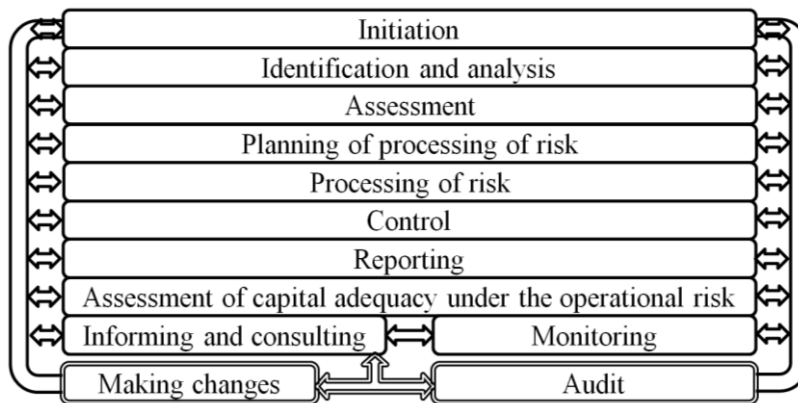 Initiation
Identification and analysis
Assessment
Planning of processing of risk
Processing of risk
Control
Reporting
Assessment of capital adequacy under the operational risk
Informing and consulting
Monitoring
Making changes
Audit